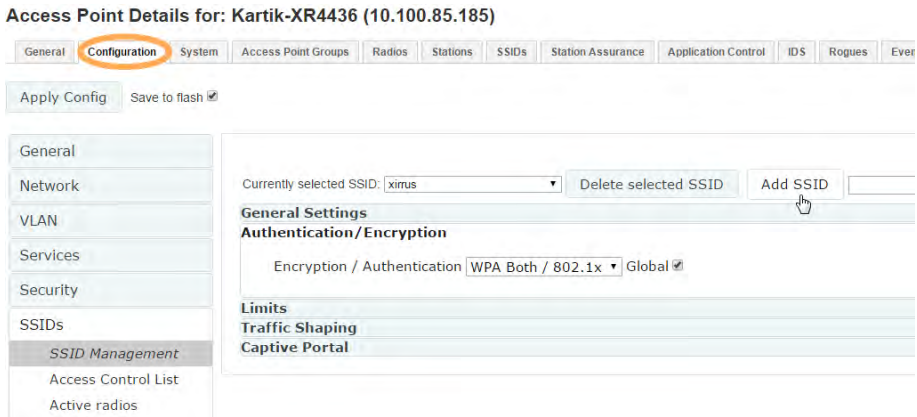 Access Point Details for: Kartik-XR4436 (10.100.85.185)
General Configuration System Access Point Groups Radios Stations SSIDs Station Assurance Application Control IDS Rogues Ever
Apply Config Save to flash
General
Network
VLAN
Services
Security
SSIDs
SSID Management
Access Control List
Active radios
Currently selected SSID: xirrus Delete selected SSID Add SSID
General Settings
Authentication/Encryption
Encryption / Authentication WPA Both / 802.1x Global
Limits
Traffic Shaping
Captive Portal